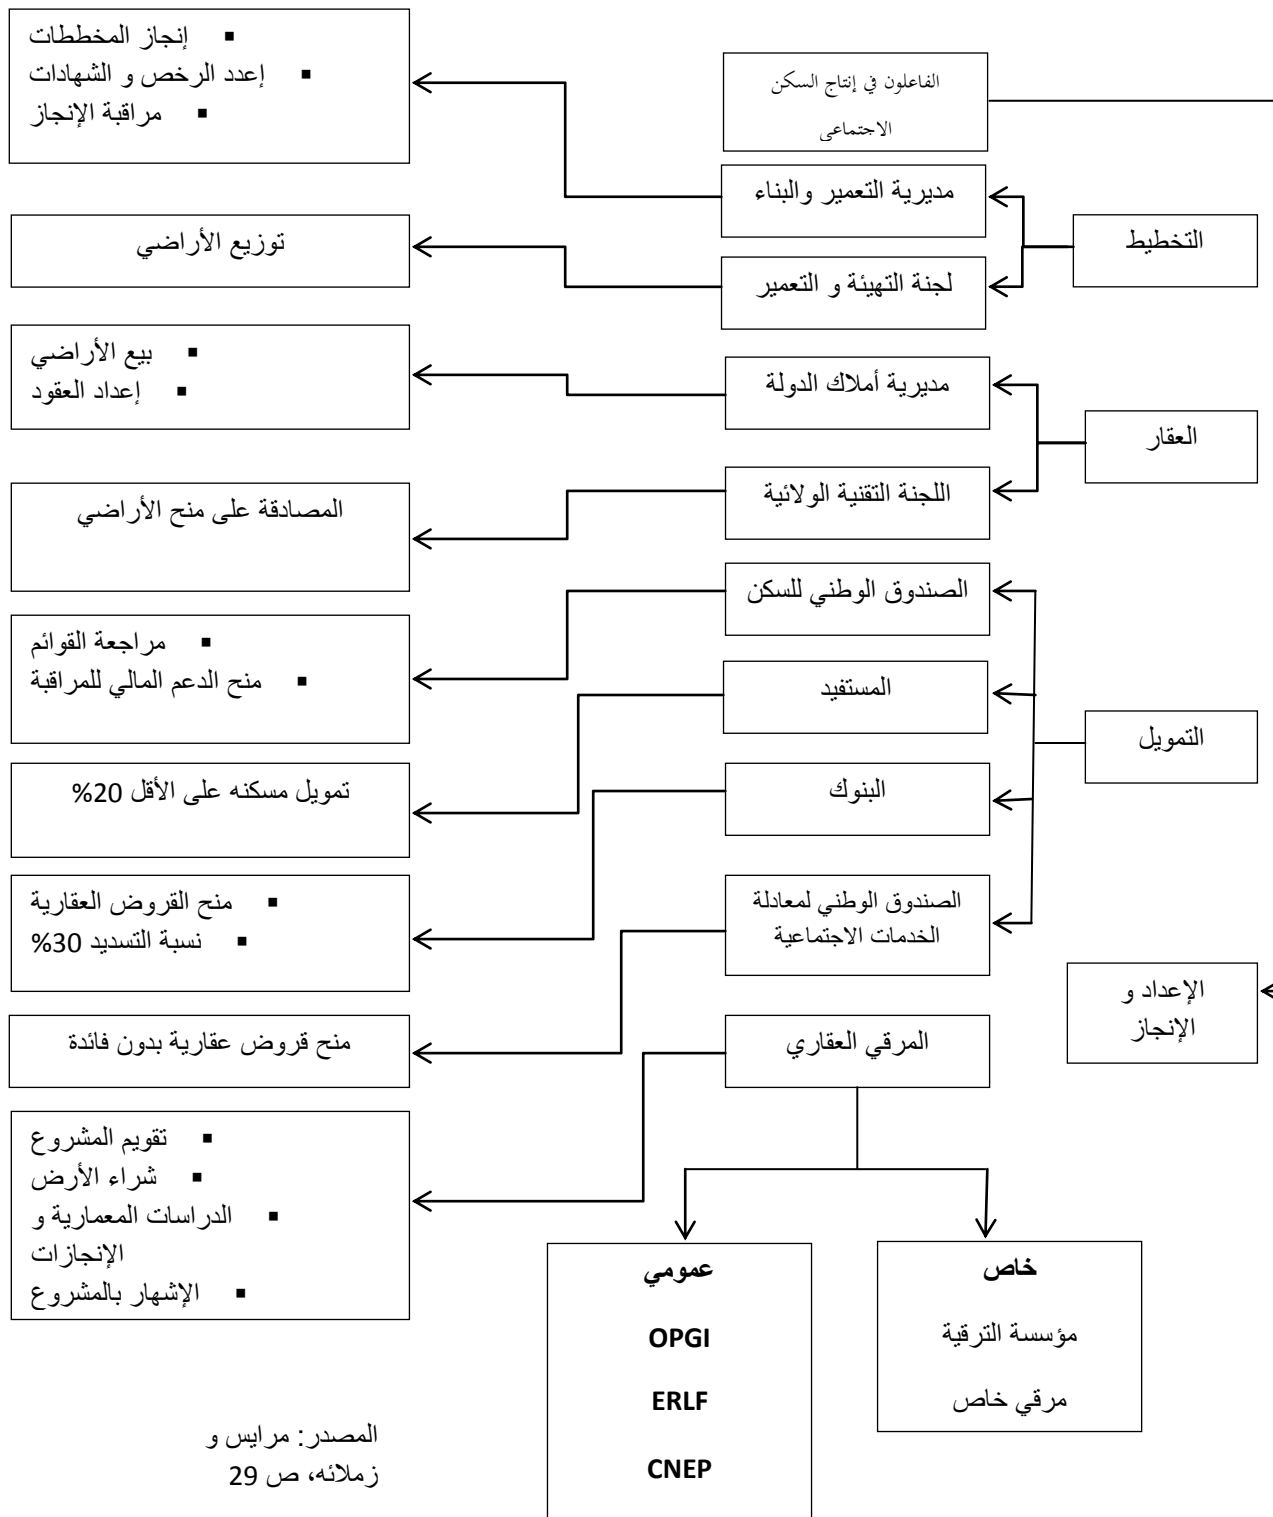 الفاعلون في إنتاج السكن
الاجتماعي
التخطيط
مديرية التعمير والبناء
▪ إنجاز المخططات
▪ إعدد الرخص و الشهادات
▪ مراقبة الإنجاز
لجنة التهيئة و التعمير
توزيع الأراضي
العقار
مديرية أملاك الدولة
▪ بيع الأراضي
▪ إعداد العقود
اللجنة التقنية الولائية
المصادقة على منح الأراضي
التمويل
الصندوق الوطني للسكن
▪ مراجعة القوائم
▪ منح الدعم المالي للمراقبة
المستفيد
تمويل مسكنه على الأقل 20%
البنوك
▪ منح القروض العقارية
▪ نسبة التسديد 30%
الصندوق الوطني لمعادلة
الخدمات الاجتماعية
منح قروض عقارية بدون فائدة
الإعداد و
الإنجاز
المرقي العقاري
▪ تقويم المشروع
▪ شراء الأرض
▪ الدراسات المعمارية و
الإنجازات
▪ الإشهار بالمشروع
خاص
مؤسسة الترقية
مرقي خاص
عمومي
OPGI
ERLF
CNEP
المصدر: مرايس و
زملائه، ص 29